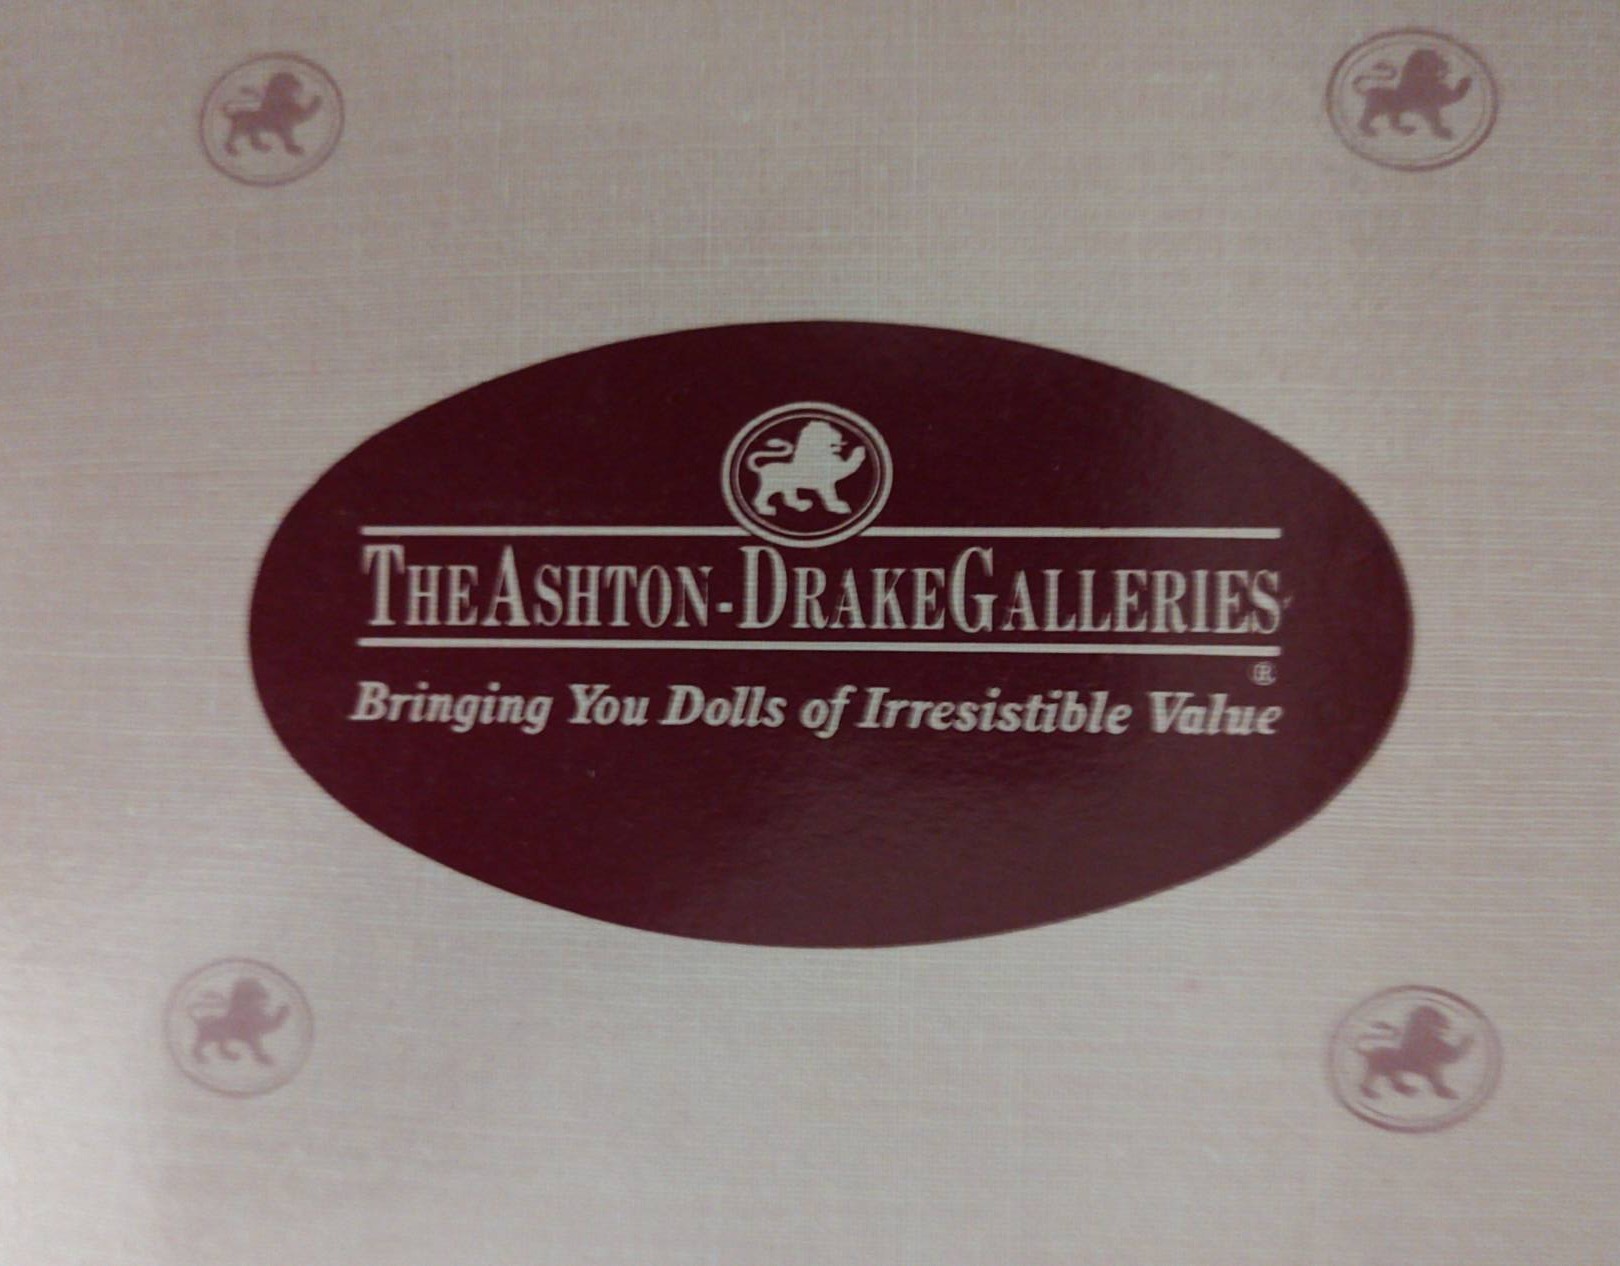 THE ASHTON-DRAKE GALLERIES
®
Bringing You Dolls of Irresistible Value